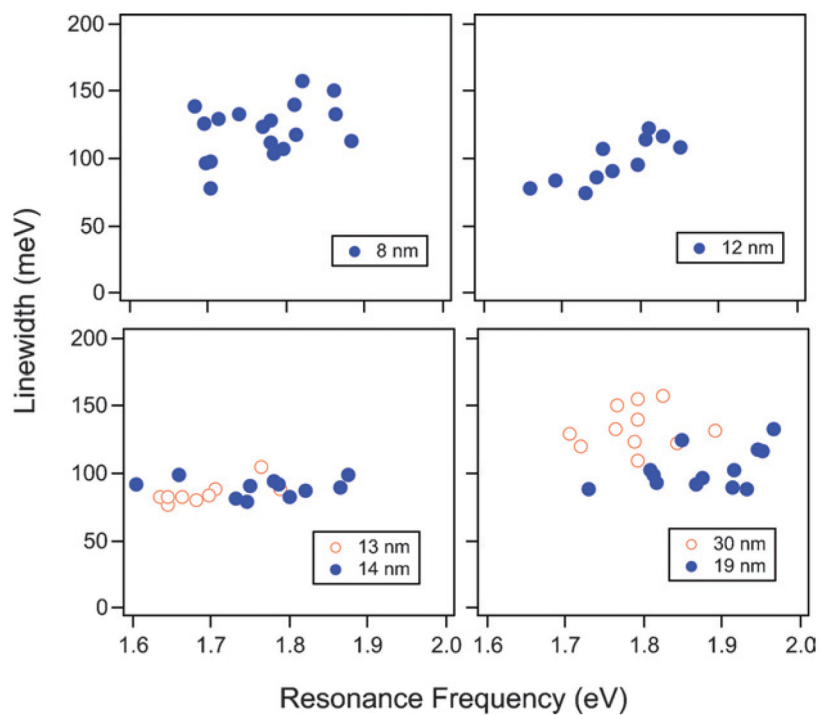 200
150
100
50
0
8 nm
12 nm
200
150
100
50
0
13 nm
14 nm
30 nm
19 nm
1.6 1.7 1.8 1.9 2.0 1.6 1.7 1.8 1.9 2.0
Linewidth (meV)
Resonance Frequency (eV)